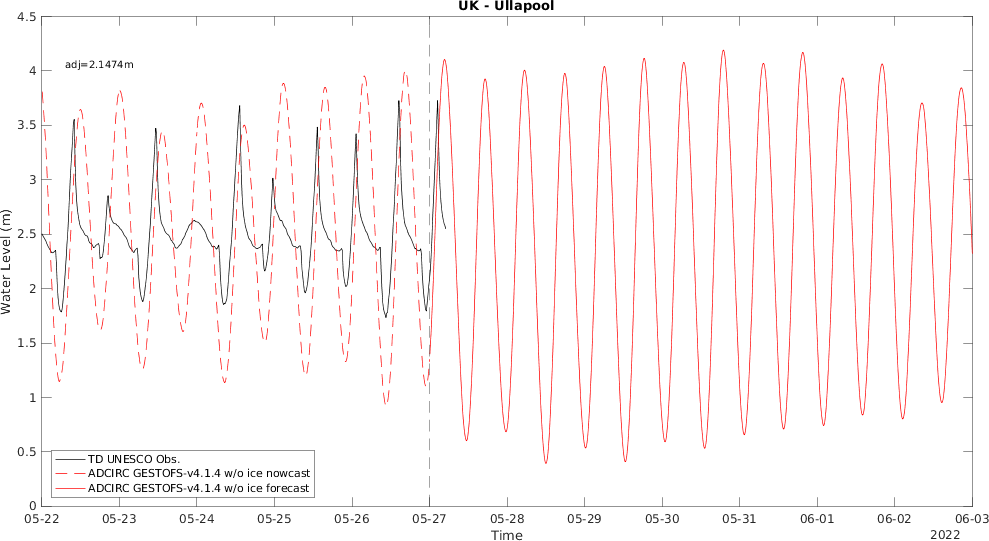 UK - Ullapool
4.5
4
3.5
3
2.5
2
1.5
1
0.5
0
Water Level (m)
adj=2.1474m
TD UNESCO Obs.
ADCIRC GESTOFS-v4.1.4 w/o ice nowcast
ADCIRC GESTOFS-v4.1.4 w/o ice forecast
05-22 05-23 05-24 05-25 05-26 05-27 05-28 05-29 05-30 05-31 06-01 06-02 06-03
Time
2022